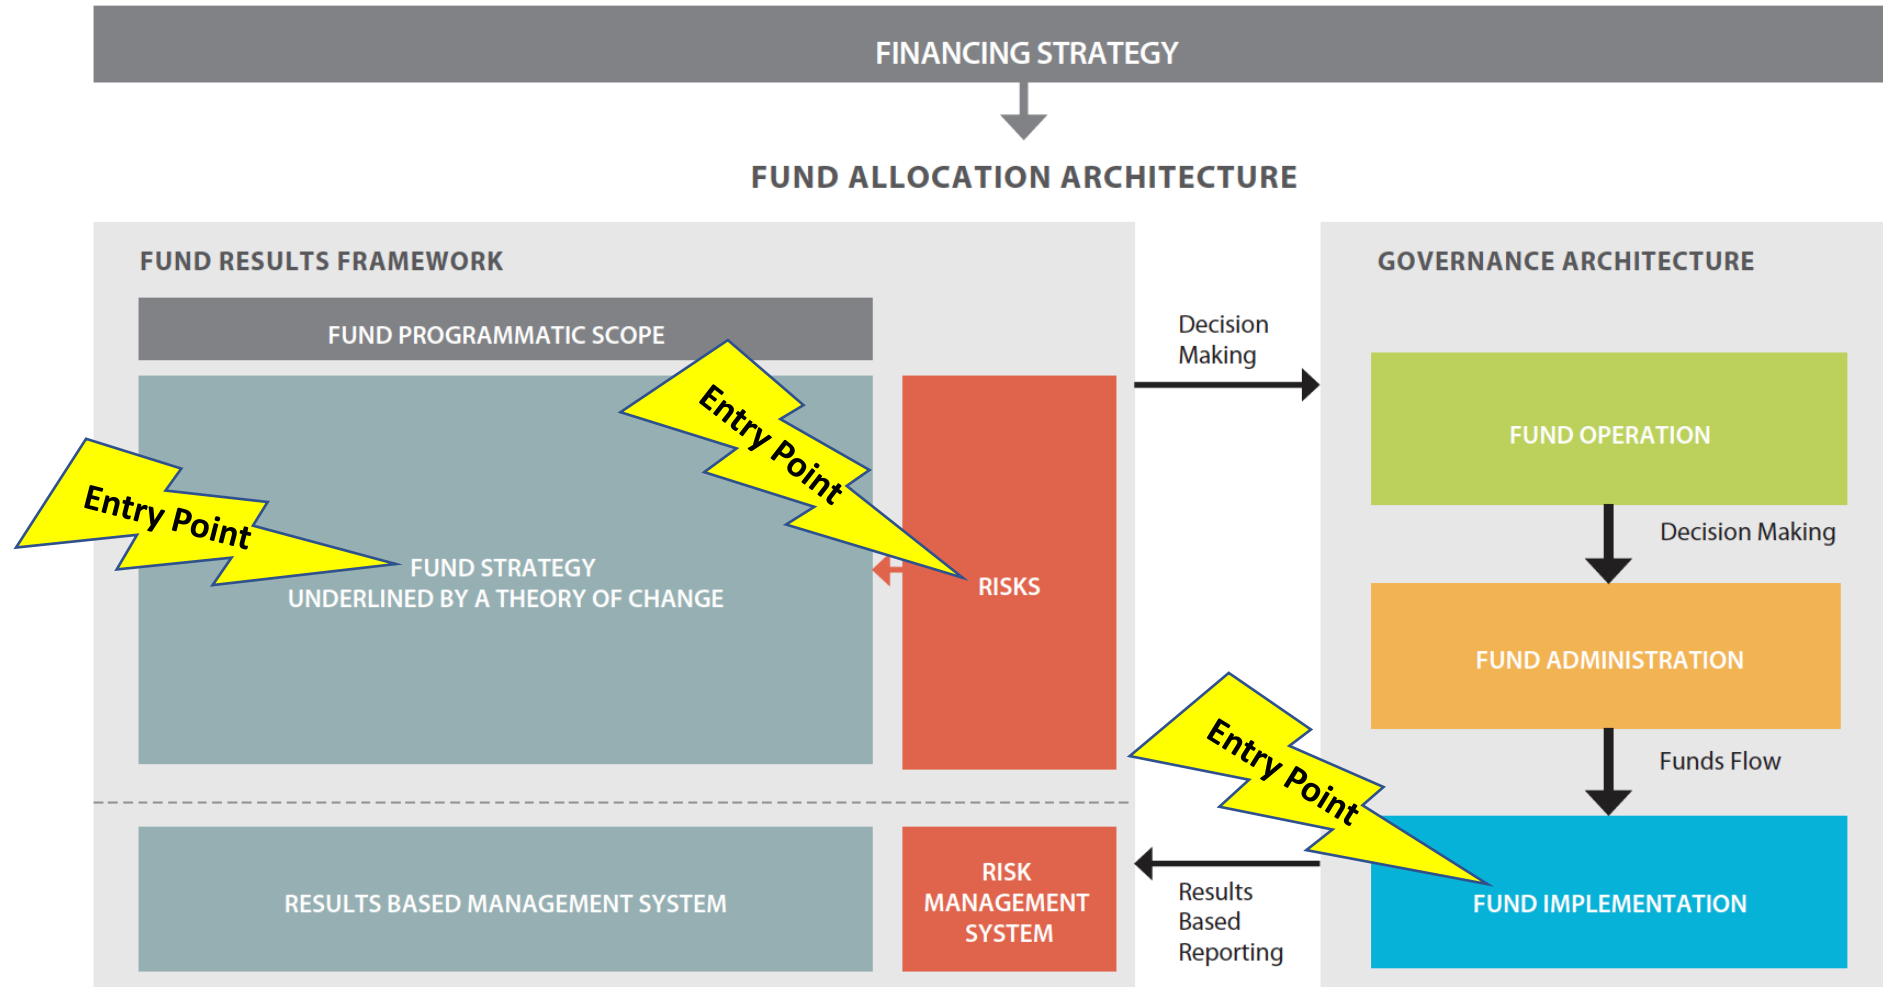 FINANCING STRATEGY
FUND ALLOCATION ARCHITECTURE
FUND RESULTS FRAMEWORK
FUND PROGRAMMATIC SCOPE
Entry Point
Entry Point
FUND STRATEGY
UNDERLINED BY A THEORY OF CHANGE
RISKS
RESULTS BASED MANAGEMENT SYSTEM
RISK
MANAGEMENT
SYSTEM
Decision
Making
Entry Point
Results
Based
Reporting
GOVERNANCE ARCHITECTURE
FUND OPERATION
Decision Making
FUND ADMINISTRATION
Funds Flow
FUND IMPLEMENTATION